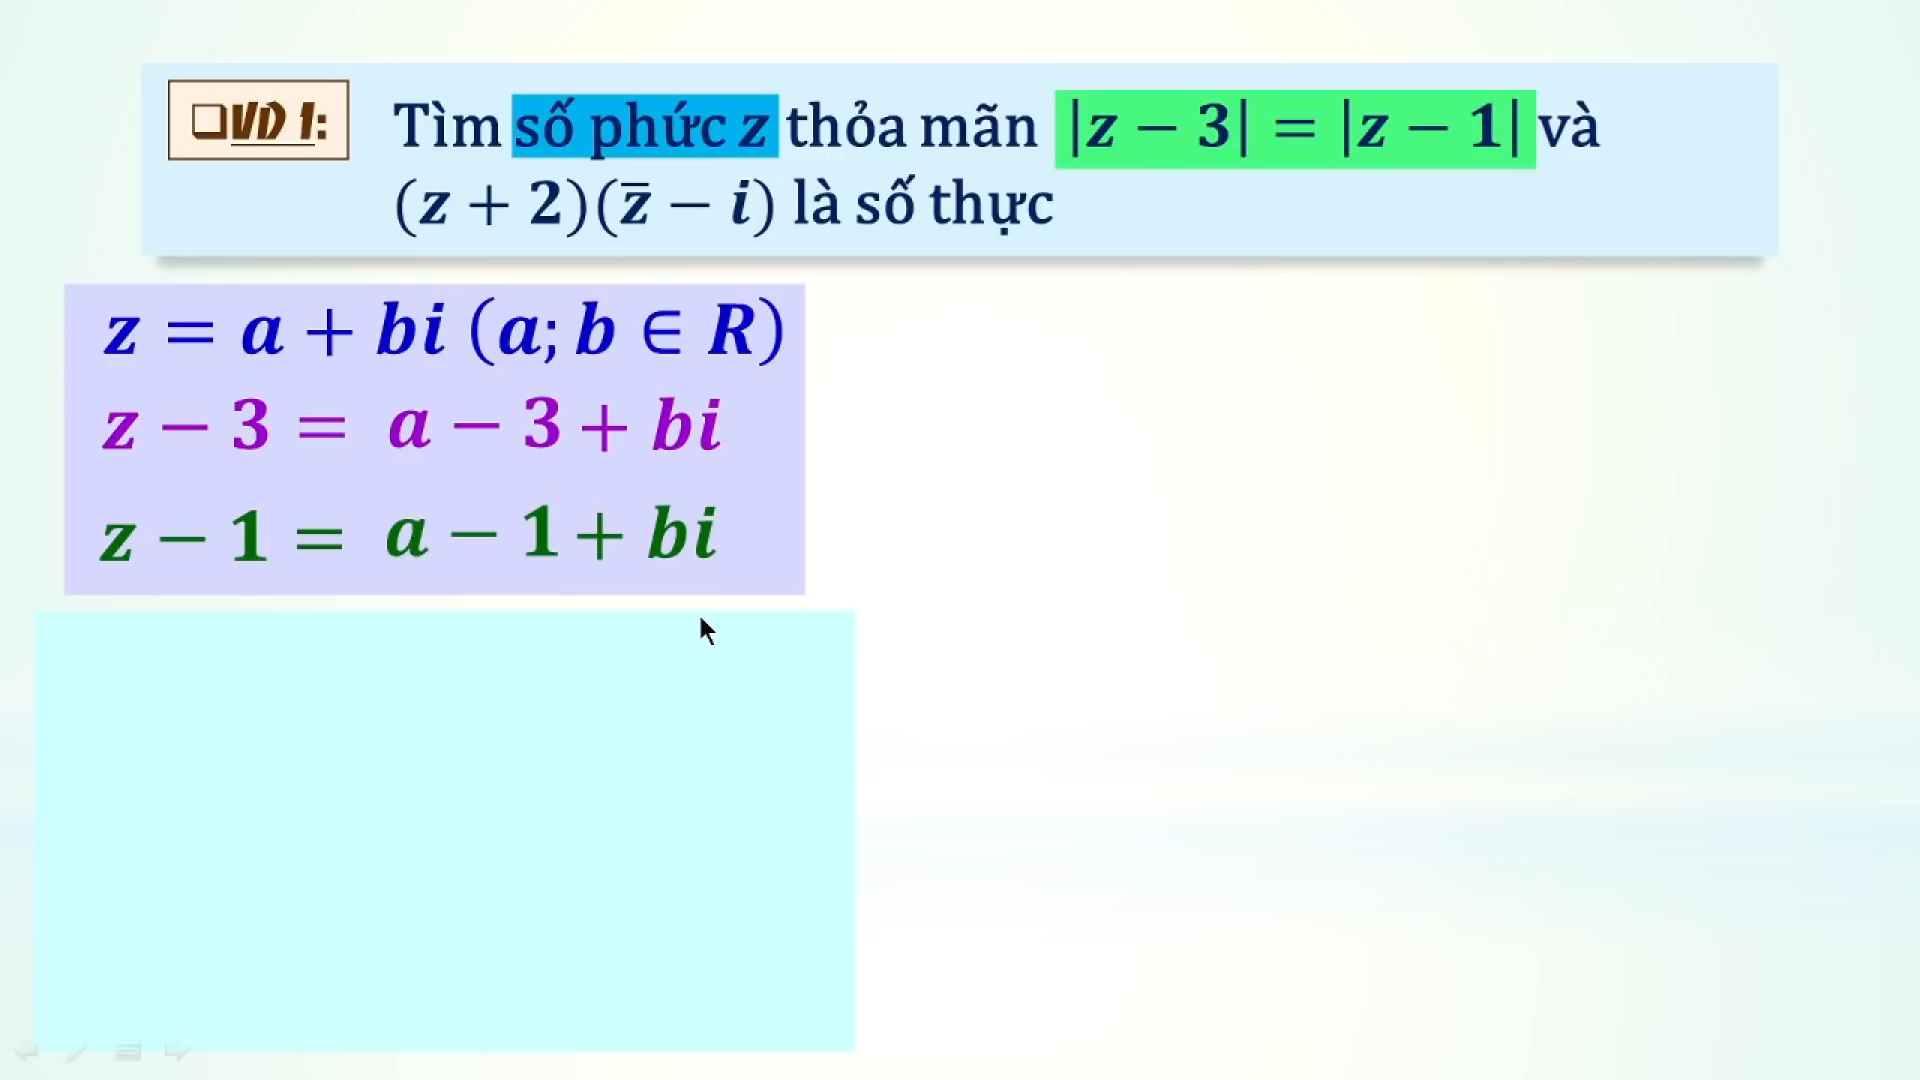 ❑VD 1: Tìm số phức z thỏa mãn |z − 3| = |z − 1| và
(z + 2)(z̅ − i) là số thực
z = a + bi (a; b ∈ R)
z − 3 = a − 3 + bi
z − 1 = a − 1 + bi